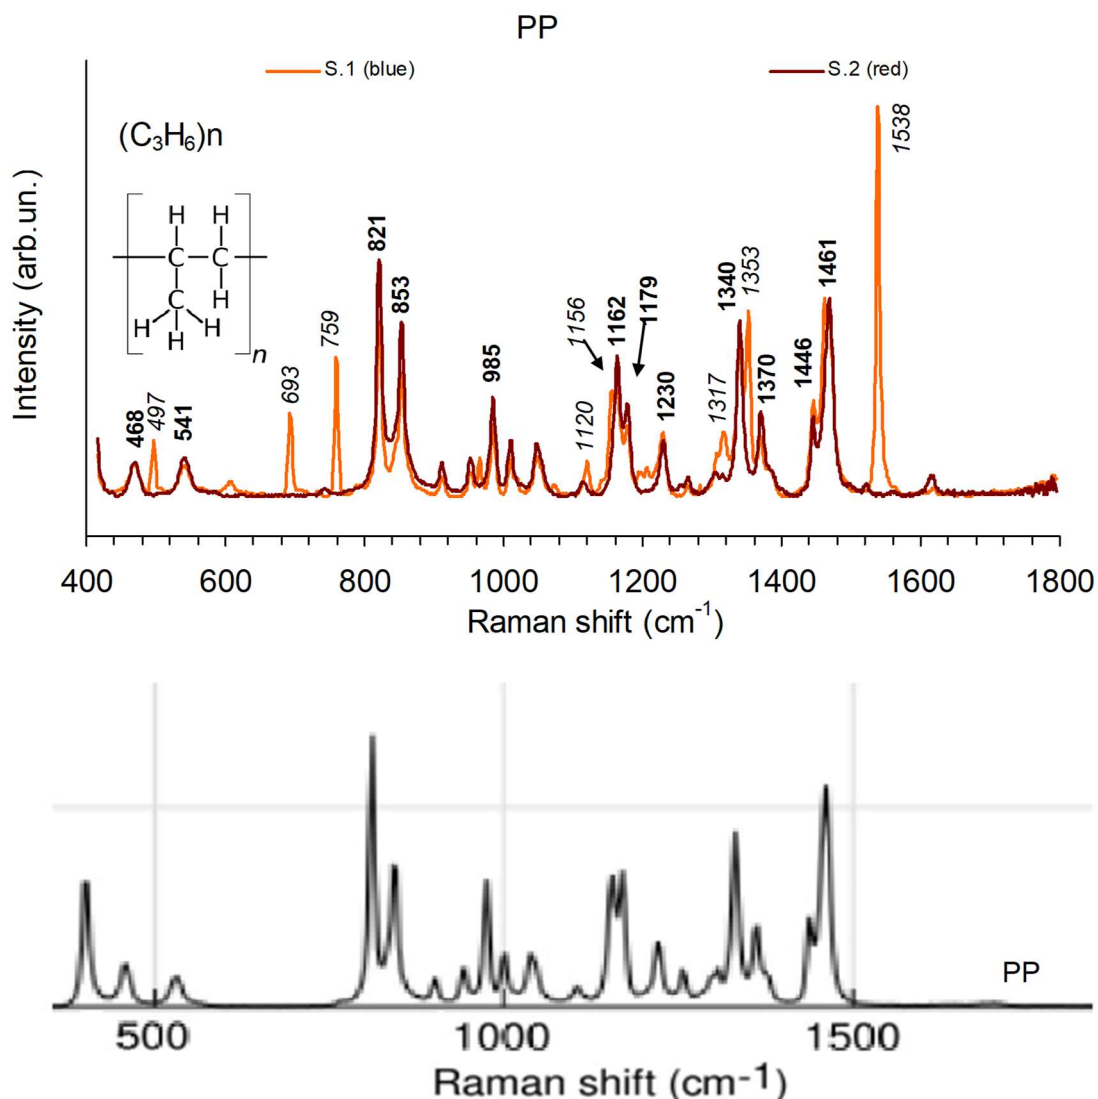 PP
S.1 (blue)
S.2 (red)
(C3H6)n
H H
C C
H
C
H H
H
n
Intensity (arb.un.)
468
497
541
693
759
821
853
985
1120
1156
1162
1179
1230
1317
1340
1353
1370
1446
1461
1538
400 600 800 1000 1200 1400 1600 1800
Raman shift (cm-1)
PP
500 1000 1500
Raman shift (cm-1)